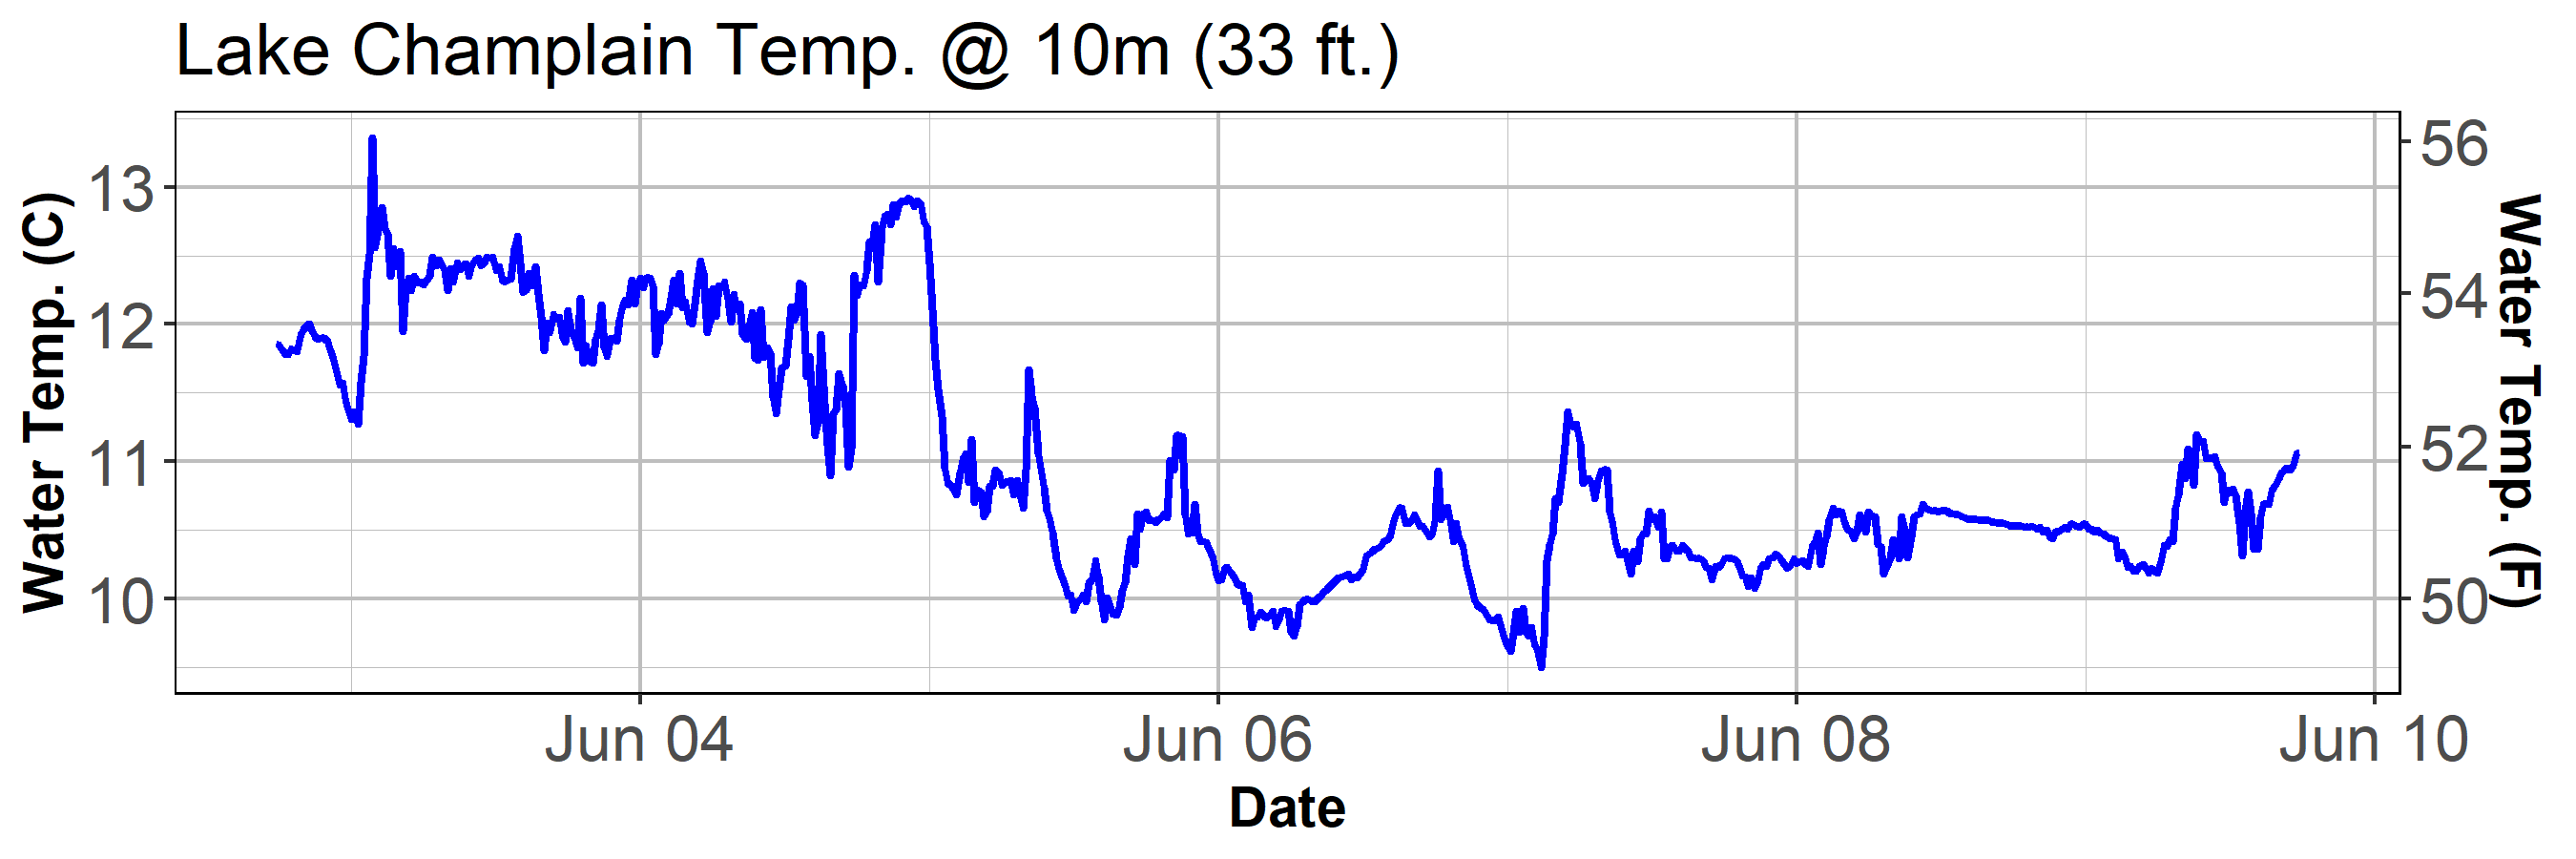 Lake Champlain Temp. @ 10m (33 ft.)
Water Temp. (C)
13
12
11
10
56
54
52
50
Water Temp. (F)
Jun 04 Jun 06 Jun 08 Jun 10
Date